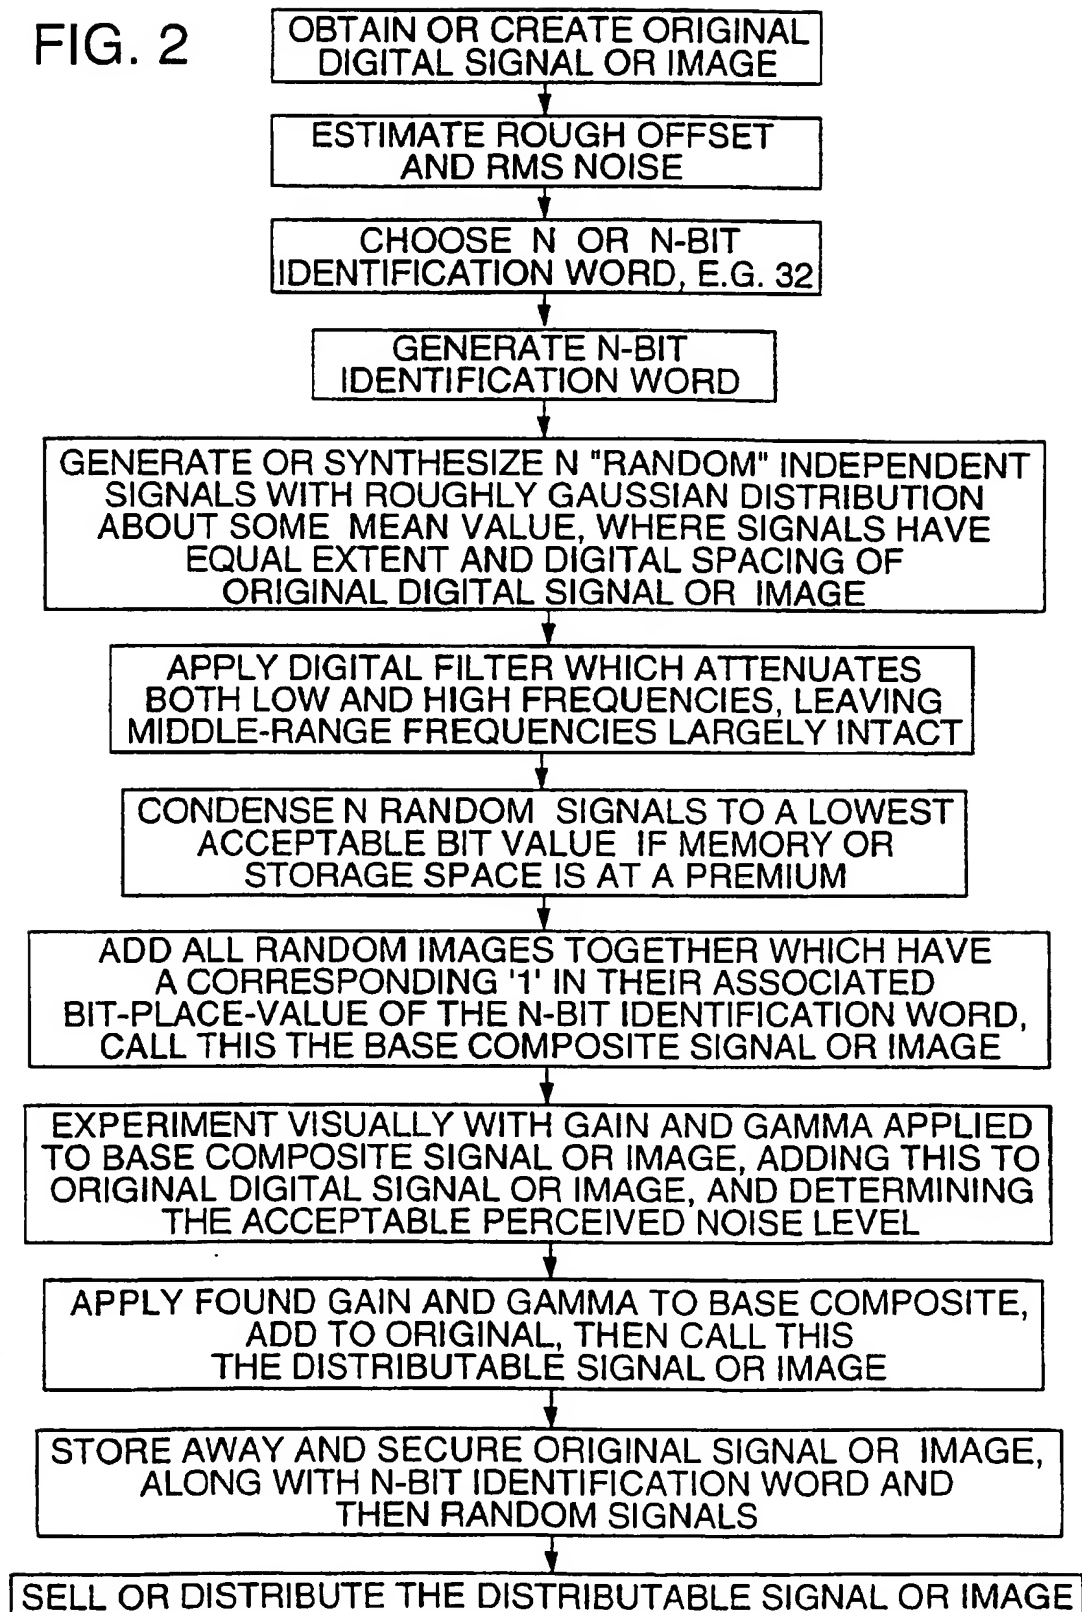 FIG. 2
OBTAIN OR CREATE ORIGINAL
DIGITAL SIGNAL OR IMAGE
ESTIMATE ROUGH OFFSET
AND RMS NOISE
CHOOSE N OR N-BIT
IDENTIFICATION WORD, E.G. 32
GENERATE N-BIT
IDENTIFICATION WORD
GENERATE OR SYNTHESIZE N "RANDOM" INDEPENDENT
SIGNALS WITH ROUGHLY GAUSSIAN DISTRIBUTION
ABOUT SOME MEAN VALUE, WHERE SIGNALS HAVE
EQUAL EXTENT AND DIGITAL SPACING OF
ORIGINAL DIGITAL SIGNAL OR IMAGE
APPLY DIGITAL FILTER WHICH ATTENUATES
BOTH LOW AND HIGH FREQUENCIES, LEAVING
MIDDLE-RANGE FREQUENCIES LARGELY INTACT
CONDENSE N RANDOM SIGNALS TO A LOWEST
ACCEPTABLE BIT VALUE IF MEMORY OR
STORAGE SPACE IS AT A PREMIUM
ADD ALL RANDOM IMAGES TOGETHER WHICH HAVE
A CORRESPONDING '1' IN THEIR ASSOCIATED
BIT-PLACE-VALUE OF THE N-BIT IDENTIFICATION WORD,
CALL THIS THE BASE COMPOSITE SIGNAL OR IMAGE
EXPERIMENT VISUALLY WITH GAIN AND GAMMA APPLIED
TO BASE COMPOSITE SIGNAL OR IMAGE, ADDING THIS TO
ORIGINAL DIGITAL SIGNAL OR IMAGE, AND DETERMINING
THE ACCEPTABLE PERCEIVED NOISE LEVEL
APPLY FOUND GAIN AND GAMMA TO BASE COMPOSITE,
ADD TO ORIGINAL, THEN CALL THIS
THE DISTRIBUTABLE SIGNAL OR IMAGE
STORE AWAY AND SECURE ORIGINAL SIGNAL OR IMAGE,
ALONG WITH N-BIT IDENTIFICATION WORD AND
THEN RANDOM SIGNALS
SELL OR DISTRIBUTE THE DISTRIBUTABLE SIGNAL OR IMAGE